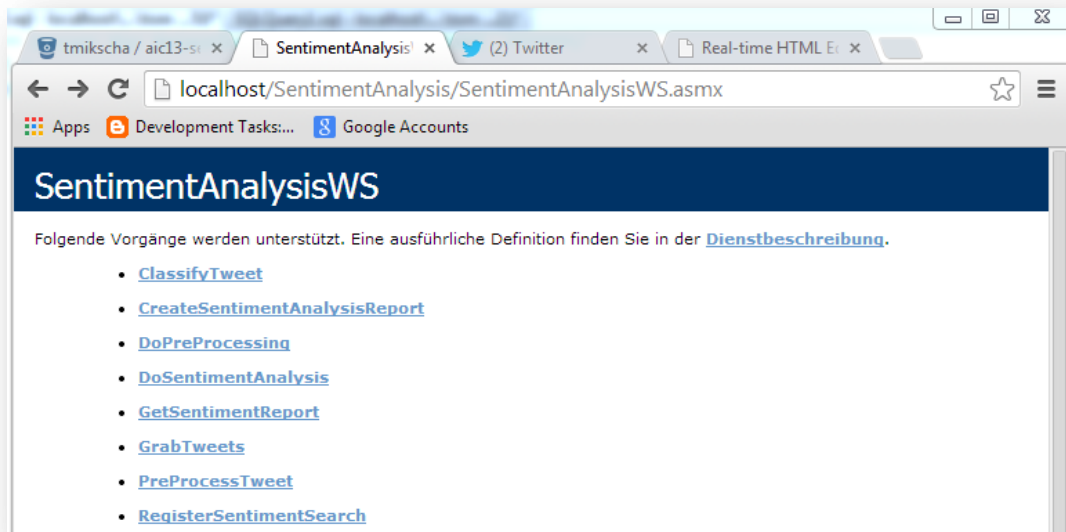 tmikscha / aic13-s
SentimentAnalysis
(2) Twitter
Real-time HTML E
localhost/SentimentAnalysis/SentimentAnalysisWS.asmx
Apps
Development Tasks:...
Google Accounts
SentimentAnalysisWS
Folgende Vorgänge werden unterstützt. Eine ausführliche Definition finden Sie in der Dienstbeschreibung.
ClassifyTweet
CreateSentimentAnalysisReport
DoPreProcessing
DoSentimentAnalysis
GetSentimentReport
GrabTweets
PreProcessTweet
RegisterSentimentSearch